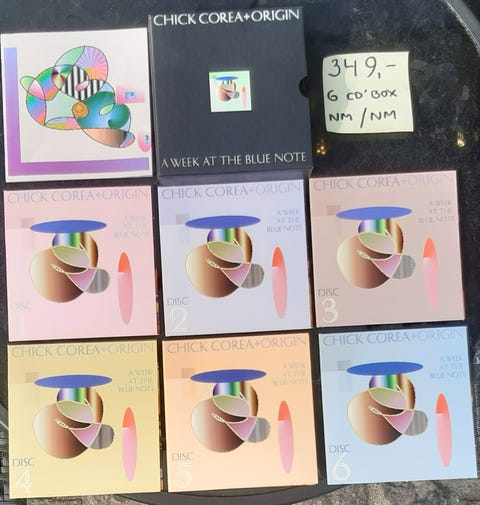 CHICK COREA+ORIGIN
A WEEK AT THE BLUE NOTE
349,-
6 CD'BOX
NM/NM
CHICK COREA+ORIGIN
A WEEK
AT THE
BLUE NOTE
DISC
1
CHICK COREA+ORIGIN
A WEEK
AT THE
BLUE NOTE
DISC
2
CHICK COREA+ORIGIN
A WEEK
AT THE
BLUE NOTE
DISC
3
CHICK COREA+ORIGIN
A WEEK
AT THE
BLUE NOTE
DISC
4
CHICK COREA+ORIGIN
A WEEK
AT THE
BLUE NOTE
DISC
5
CHICK COREA+ORIGIN
A WEEK
AT THE
BLUE NOTE
DISC
6